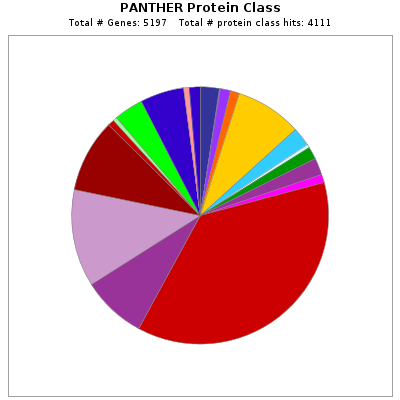 PANTHER Protein Class
Total # Genes: 5197 Total # protein class hits: 4111